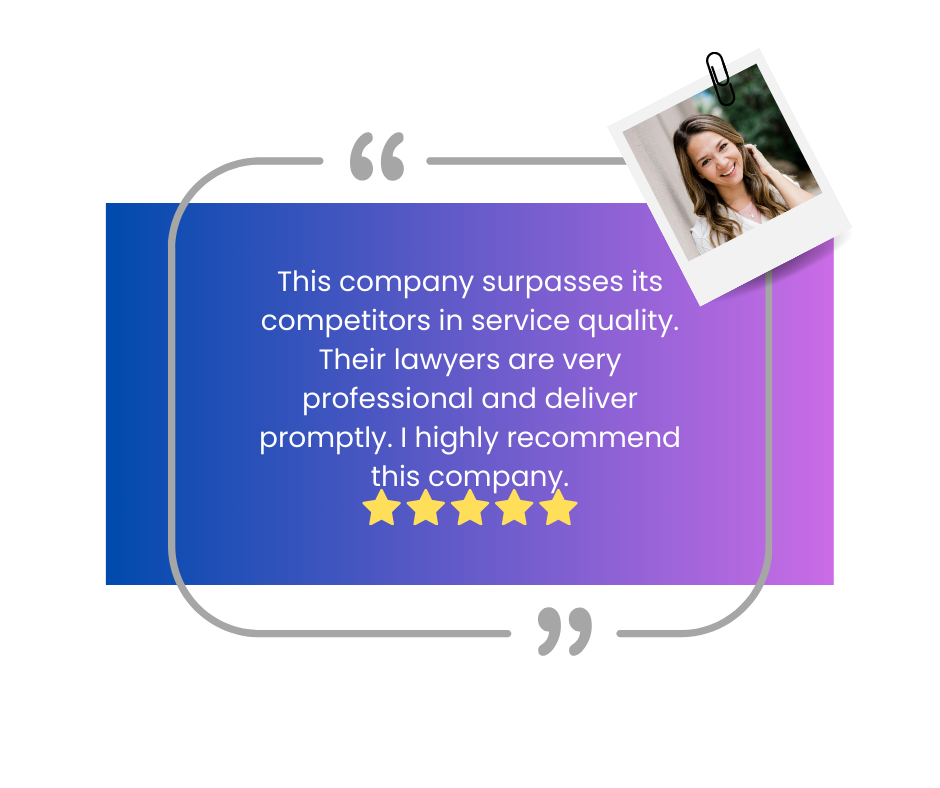 This company surpasses its
competitors in service quality.
Their lawyers are very
professional and deliver
promptly. I highly recommend
this company.